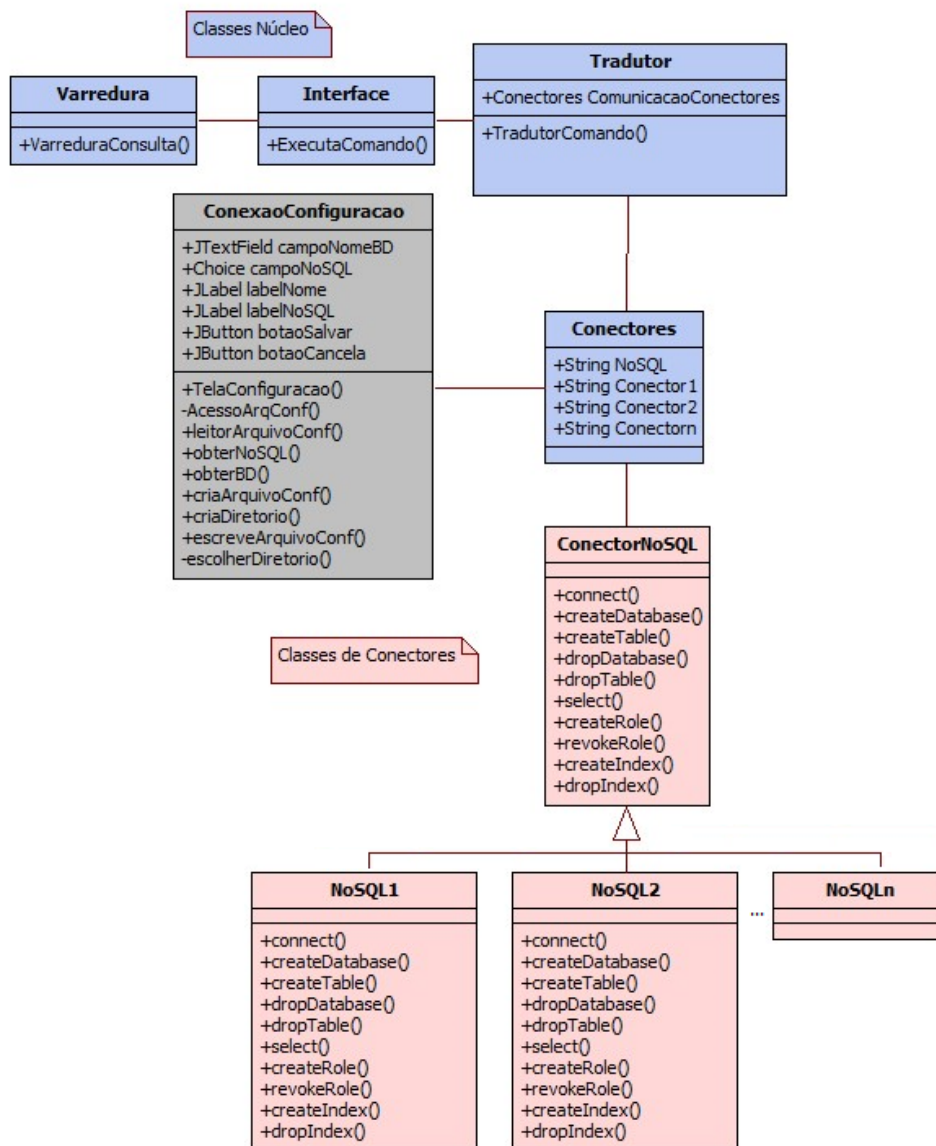 Classes Núcleo
Varredura
+VarreduraConsulta()
Interface
+ExecutaComando()
Tradutor
+Conectores ComunicacaoConectores
+TradutorComando()
ConexaoConfiguracao
+JTextField campoNomeBD
+Choice campoNoSQL
+JLabel labelNome
+JLabel labelNoSQL
+JButton botaoSalvar
+JButton botaoCancela
+TelaConfiguracao()
-AcessoArqConf()
+leitorArquivoConf()
+obterNoSQL()
+obterBD()
+criaArquivoConf()
+criaDiretorio()
+escreveArquivoConf()
-escolherDiretorio()
Conectores
+String NoSQL
+String Conector1
+String Conector2
+String Conectorn
Classes de Conectores
ConectorNoSQL
+connect()
+createDatabase()
+createTable()
+dropDatabase()
+dropTable()
+select()
+createRole()
+revokeRole()
+createIndex()
+dropIndex()
NoSQL1
+connect()
+createDatabase()
+createTable()
+dropDatabase()
+dropTable()
+select()
+createRole()
+revokeRole()
+createIndex()
+dropIndex()
NoSQL2
+connect()
+createDatabase()
+createTable()
+dropDatabase()
+dropTable()
+select()
+createRole()
+revokeRole()
+createIndex()
+dropIndex()
...
NoSQLn